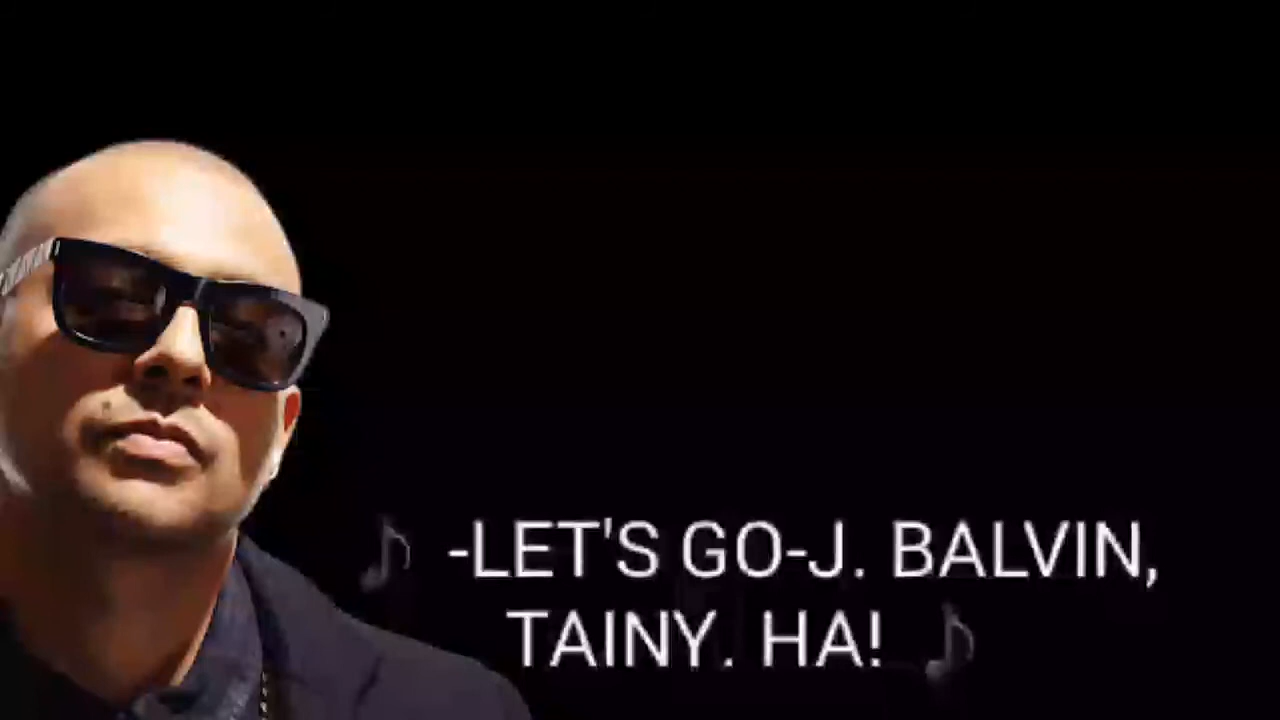 ♪ -LET'S GO-J. BALVIN,
TAINY. HA! ♪